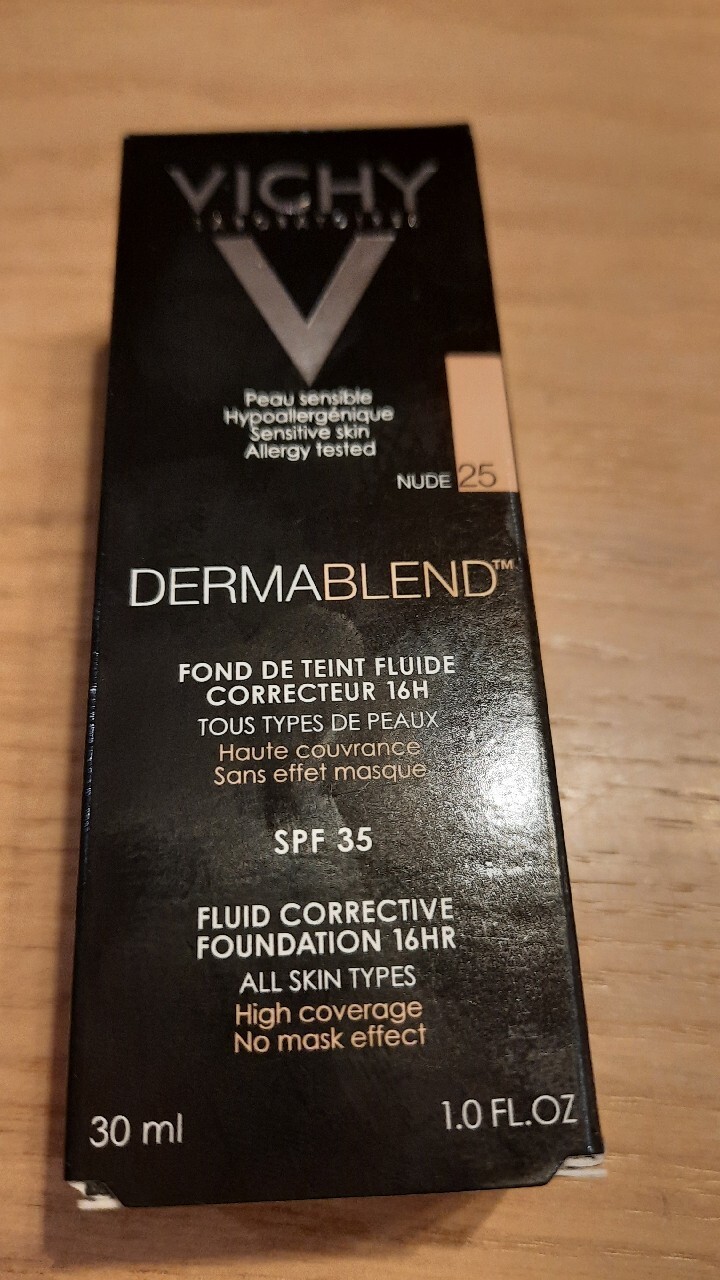 VICHY
LABORATOIRES
Peau sensible
Hypoallergénique
Sensitive skin
Allergy tested
NUDE 25
DERMABLEND™
FOND DE TEINT FLUIDE
CORRECTEUR 16H
TOUS TYPES DE PEAUX
Haute couvrance
Sans effet masque
SPF 35
FLUID CORRECTIVE
FOUNDATION 16HR
ALL SKIN TYPES
High coverage
No mask effect
30 ml 1.0 FL.OZ